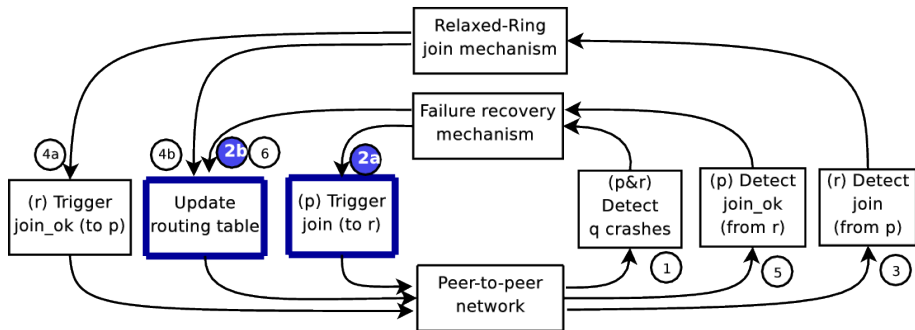 Relaxed-Ring
join mechanism
Failure recovery
mechanism
4a
4b
2b
6
2a
(r) Trigger
join_ok (to p)
Update
routing table
(p) Trigger
join (to r)
(p&r)
Detect
q crashes
(p) Detect
join_ok
(from r)
(r) Detect
join
(from p)
1
5
3
Peer-to-peer
network